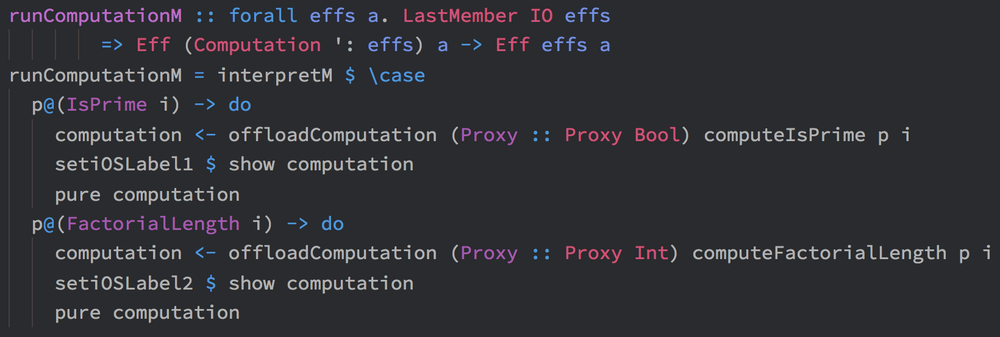 runComputationM :: forall effs a. LastMember IO effs
        => Eff (Computation ': effs) a -> Eff effs a
runComputationM = interpretM $ \case
  p@(IsPrime i) -> do
    computation <- offloadComputation (Proxy :: Proxy Bool) computeIsPrime p i
    setiOSLabel1 $ show computation
    pure computation
  p@(FactorialLength i) -> do
    computation <- offloadComputation (Proxy :: Proxy Int) computeFactorialLength p i
    setiOSLabel2 $ show computation
    pure computation